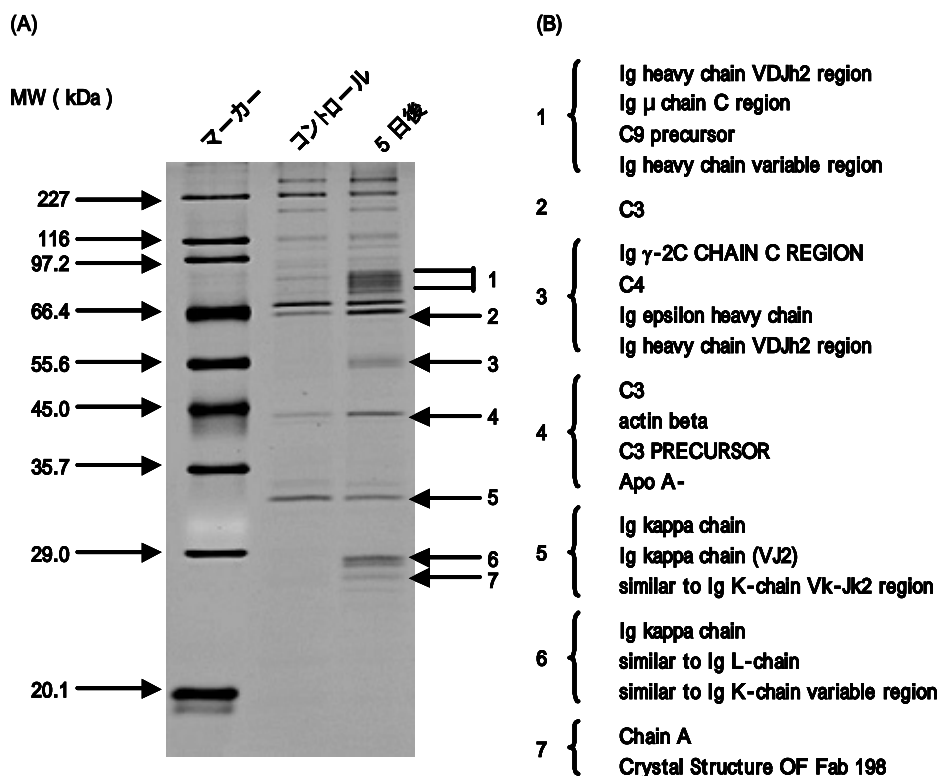 (A)
MW ( kDa )
マーカー
コントロール
5 日後
227
116
97.2
66.4
55.6
45.0
35.7
29.0
20.1
1
2
3
4
5
6
7
(B)
1
Ig heavy chain VDJh2 region
Ig μ chain C region
C9 precursor
Ig heavy chain variable region
2
C3
3
Ig γ-2C CHAIN C REGION
C4
Ig epsilon heavy chain
Ig heavy chain VDJh2 region
4
C3
actin beta
C3 PRECURSOR
Apo A-
5
Ig kappa chain
Ig kappa chain (VJ2)
similar to Ig K-chain Vk-Jk2 region
6
Ig kappa chain
similar to Ig L-chain
similar to Ig K-chain variable region
7
Chain A
Crystal Structure OF Fab 198